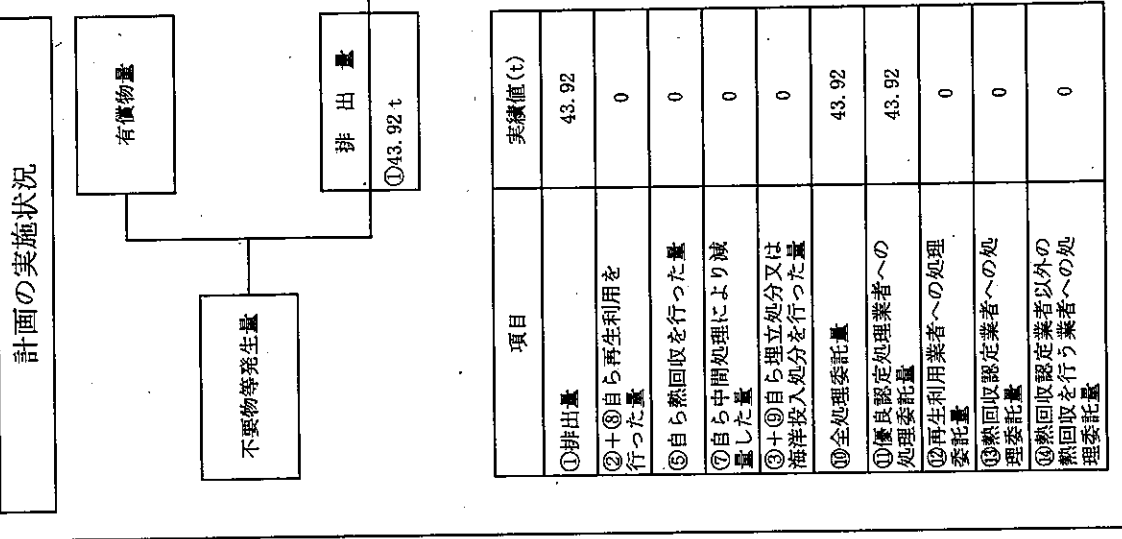 計画の実施状況
有償物量
不要物等発生量
排出量
①43.92t
項目
実績値(t)
①排出量
43.92
②+⑧自ら再生利用を
行った量
0
⑤自ら熱回収を行った量
0
⑦自ら中間処理により減
量した量
0
③+⑨自ら埋立処分又は
海洋投入処分を行った量
0
⑩全処理委託量
43.92
⑪優良認定処理業者への
処理委託量
43.92
⑫再生利用業者への処理
委託量
0
⑬熱回収認定業者への処
理委託量
0
⑭熱回収認定業者以外の
熱回収を行う業者への処
理委託量
0